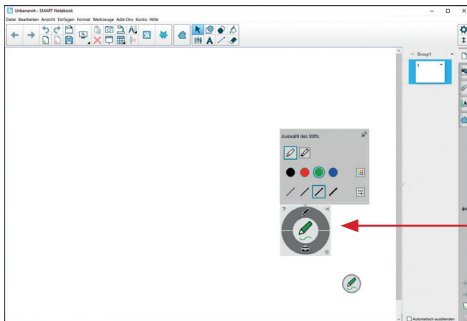 Unbenannt - SMART Notebook
Datei Bearbeiten Ansicht Einfügen Format Werkzeuge Add-Ons Konto Hilfe
Group1
1
Auswahl des Stifts
?
Automatisch ausblenden